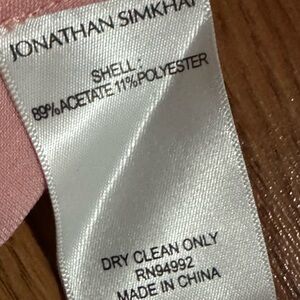 JONATHAN SIMKHAI
SHELL:
89%ACETATE 11%POLYESTER
DRY CLEAN ONLY
RN94992
MADE IN CHINA